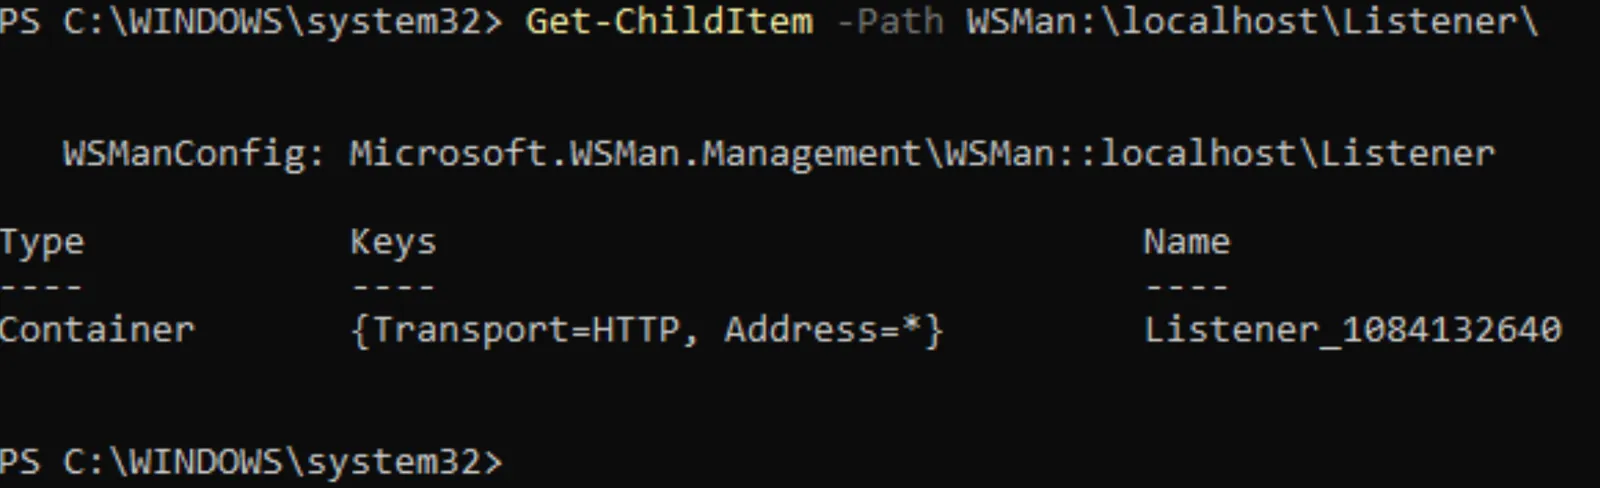 PS C:\WINDOWS\system32> Get-ChildItem -Path WSMan:\localhost\Listener\
WSManConfig: Microsoft.WSMan.Management\WSMan::localhost\Listener
Type Keys Name
---- ---- ----
Container {Transport=HTTP, Address=*} Listener_1084132640
PS C:\WINDOWS\system32>